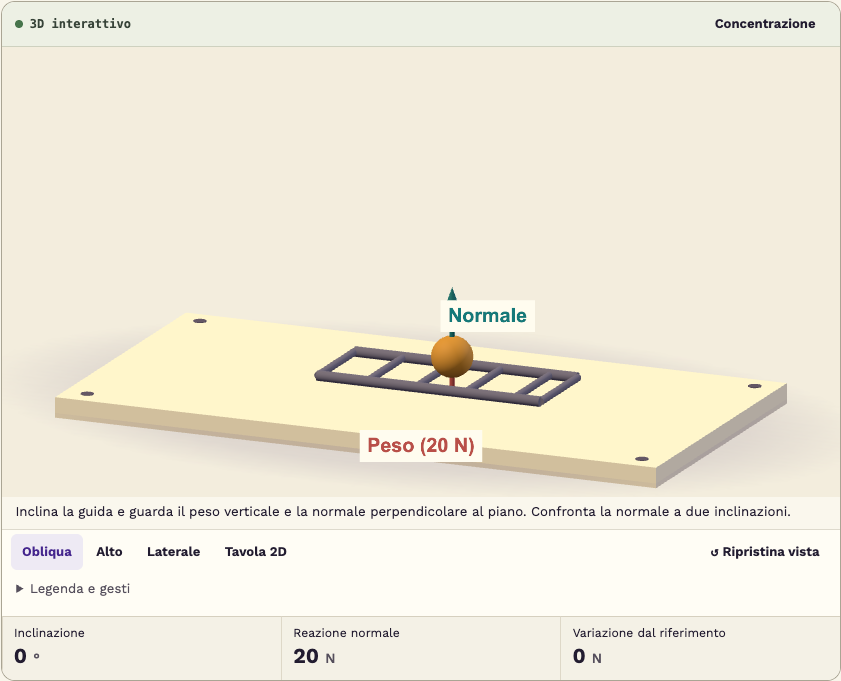 3D interattivo
Concentrazione
Normale
Peso (20 N)
Inclina la guida e guarda il peso verticale e la normale perpendicolare al piano. Confronta la normale a due inclinazioni.
Obliqua Alto Laterale Tavola 2D
↺ Ripristina vista
▶ Legenda e gesti
Inclinazione
0 °
Reazione normale
20 N
Variazione dal riferimento
0 N